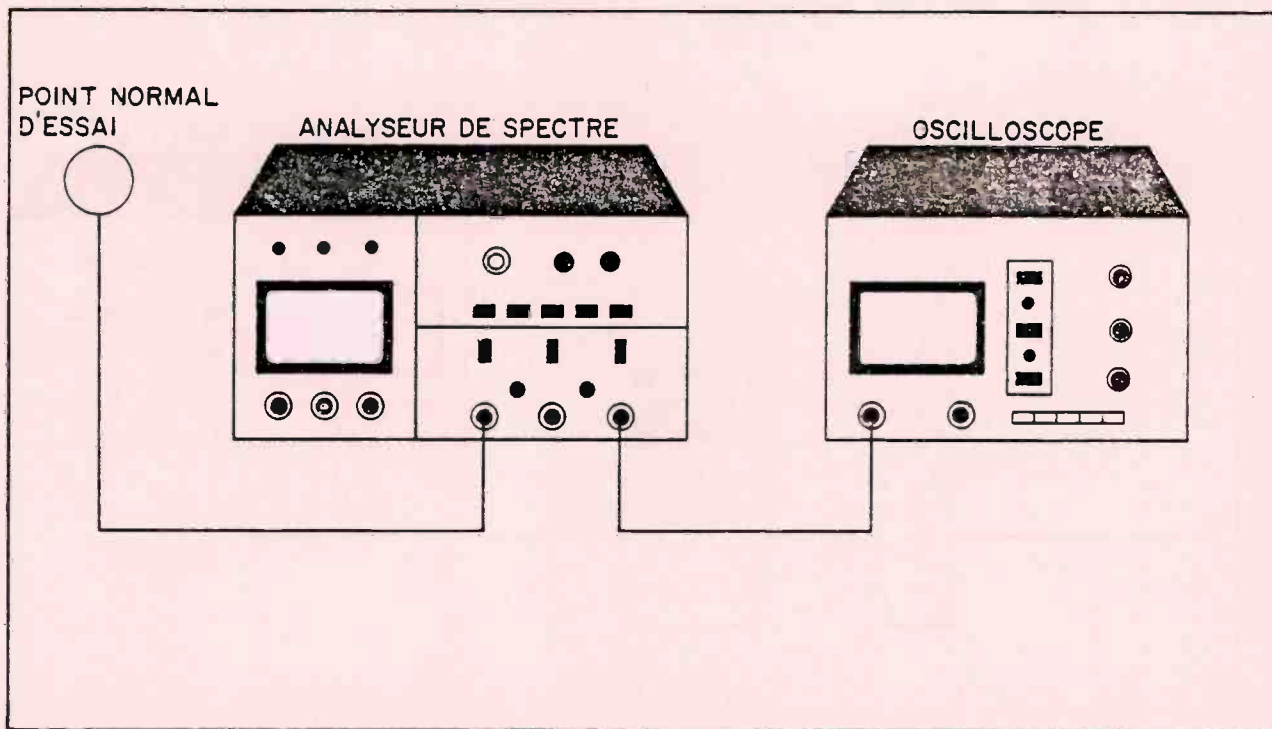 POINT NORMAL
D'ESSAI
ANALYSEUR DE SPECTRE
OSCILLOSCOPE